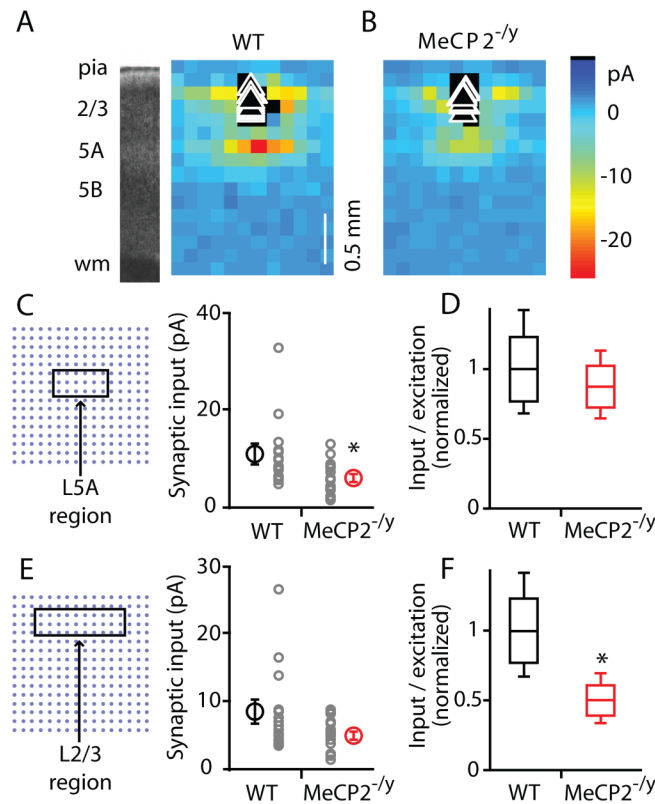 A
WT
B
MeCP2-/y
pia
2/3
5A
5B
wm
0.5 mm
pA
0
-10
-20
C
L5A
region
Synaptic input (pA)
40
20
0
*
WT
MeCP2-/y
D
Input / excitation
(normalized)
1
0.5
0
WT
MeCP2-/y
E
L2/3
region
Synaptic input (pA)
30
20
10
0
WT
MeCP2-/y
F
Input / excitation
(normalized)
1
0.5
0
*
WT
MeCP2-/y